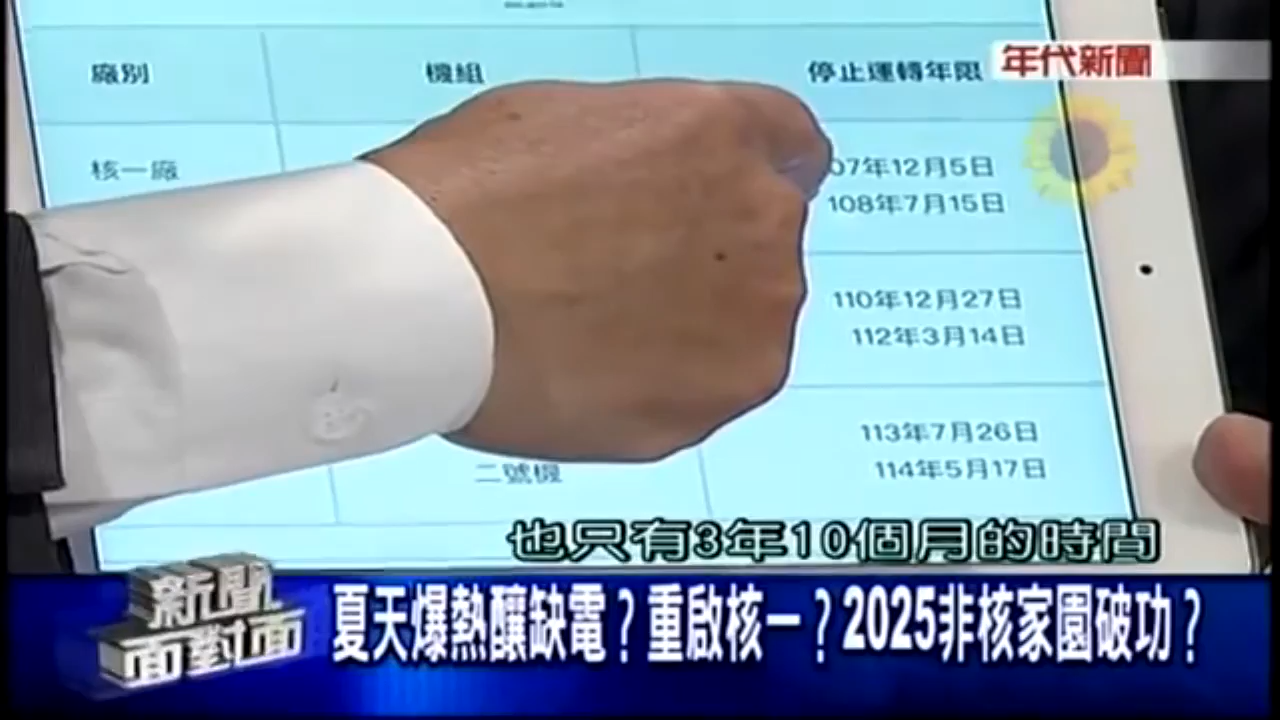 廠別 機組 停止運轉年限
年代新聞
核一廠
07年12月5日
108年7月15日
110年12月27日
112年3月14日
113年7月26日
二號機 114年5月17日
也只有3年10個月的時間
新聞面對面
夏天爆熱釀缺電？重啟核一？2025非核家園破功？